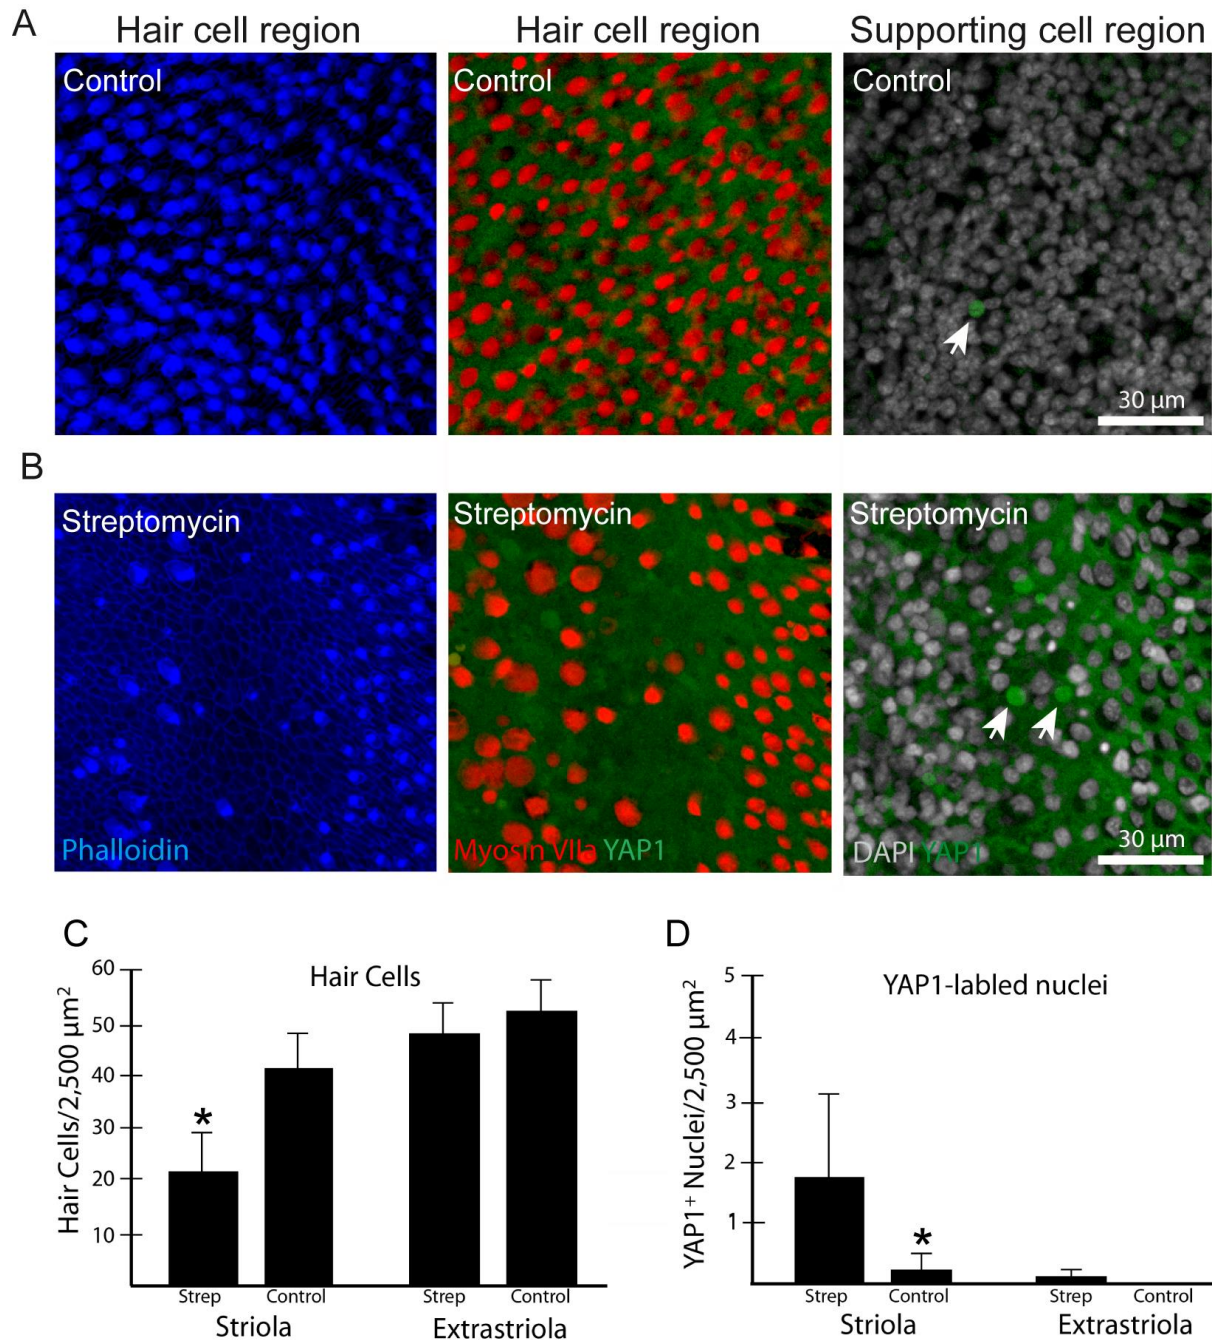 A
Hair cell region
Hair cell region
Supporting cell region
Control
Control
Control
30 µm
B
Streptomycin
Streptomycin
Streptomycin
Phalloidin
Myosin VIIa YAP1
DAPI YAP1
30 µm
C
Hair Cells
Hair Cells/2,500 µm²
60
50
40
30
20
10
*
Strep
Control
Strep
Control
Striola
Extrastriola
D
YAP1-labled nuclei
YAP1⁺ Nuclei/2,500 µm²
5
4
3
2
1
*
Strep
Control
Strep
Control
Striola
Extrastriola